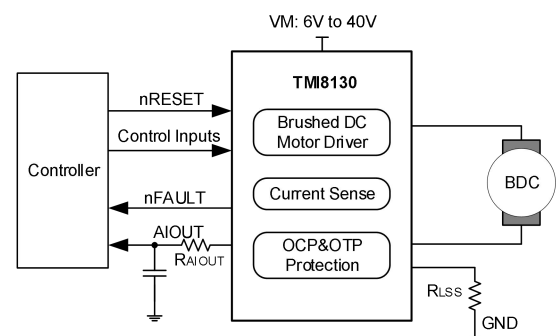 VM: 6V to 40V
TMI8130
nRESET
Brushed DC
Motor Driver
Control Inputs
Controller
BDC
Current Sense
nFAULT
AIOUT
RAIOUT
OCP&OTP
Protection
RLSS
GND